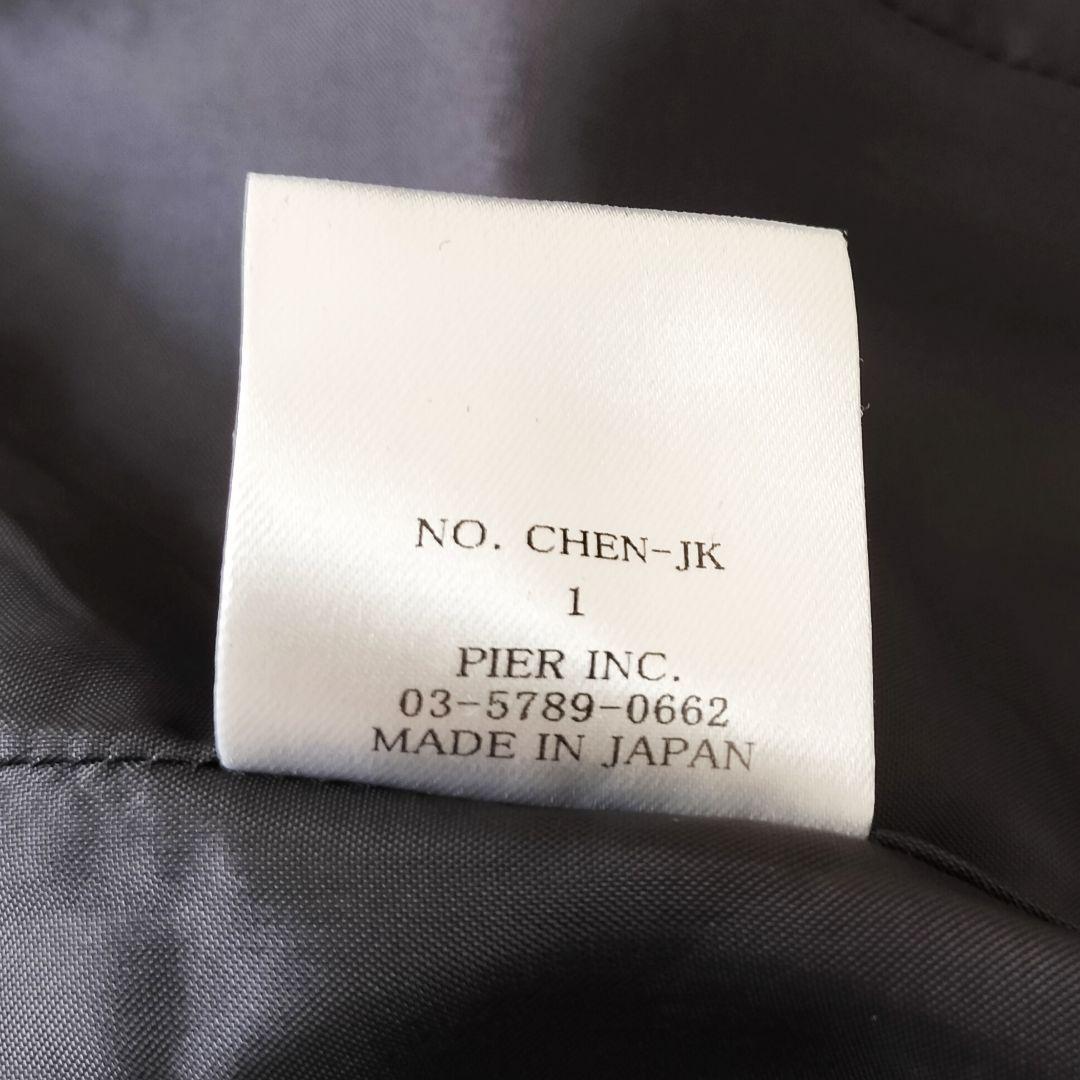 NO. CHEN-JK
1
PIER INC.
03-5789-0662
MADE IN JAPAN